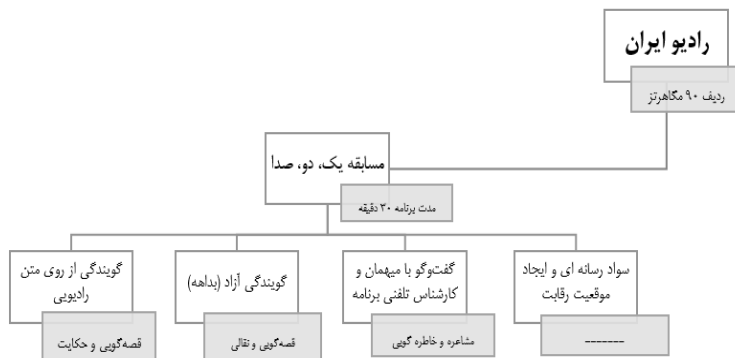 رادیو ایران
ردیف ۹۰ مگاهرتز
مسابقه یک، دو، صدا
مدت برنامه ۳۰ دقیقه
سواد رسانه ای و ایجاد
موقعیت رقابت
-------
گفت‌وگو با میهمان و
کارشناس تلفنی برنامه
مشاعره و خاطره گویی
گویندگی آزاد (بداهه)
قصه‌گویی و نقالی
گویندگی از روی متن
رادیویی
قصه‌گویی و حکایت